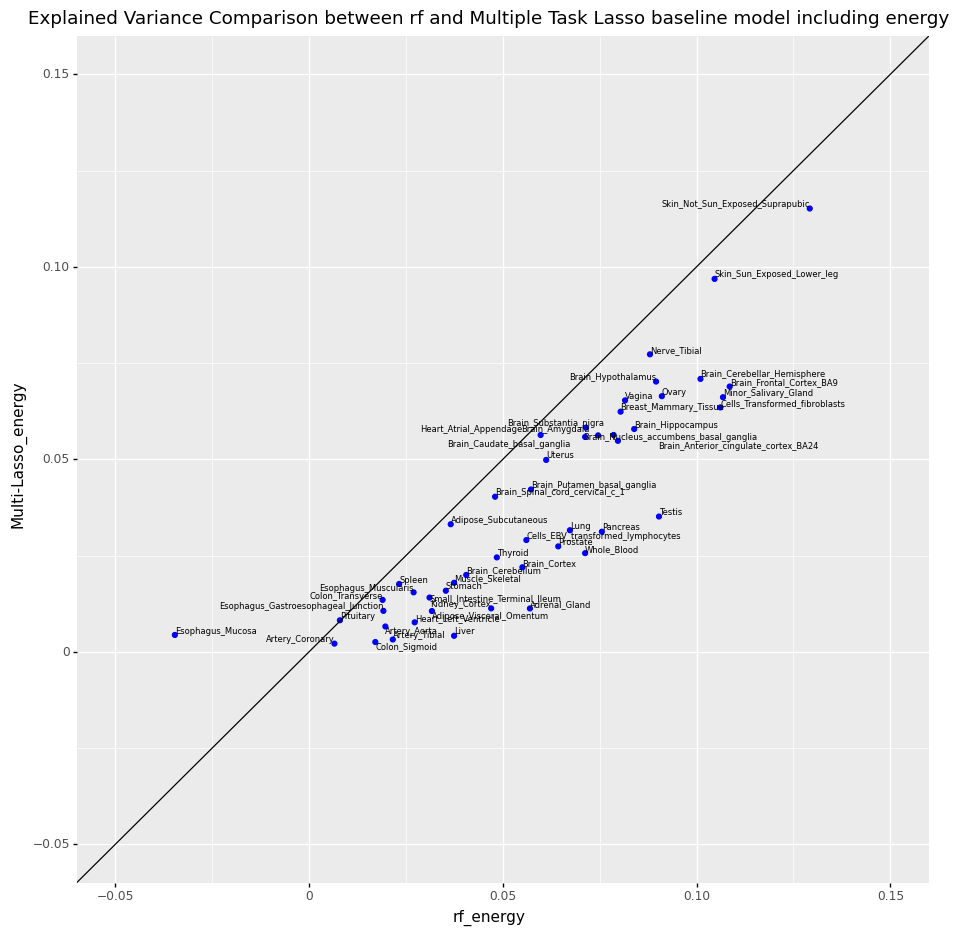 Explained Variance Comparison between rf and Multiple Task Lasso baseline model including energy
0.15
Skin_Not_Sun_Exposed_Suprapubic
0.10
Skin_Sun_Exposed_Lower_leg
Nerve_Tibial
Brain_Cerebellar_Hemisphere
Brain_Hypothalamus
Brain_Frontal_Cortex_BA9
Ovary
Minor_Salivary_Gland
Vagina
Cells_Transformed_fibroblasts
Breast_Mammary_Tissue
Brain_Substantia_nigra
Brain_Hippocampus
Heart_Atrial_Appendage
Brain_Amygdala
Brain_Nucleus_accumbens_basal_ganglia
Brain_Caudate_basal_ganglia
Brain_Anterior_cingulate_cortex_BA24
0.05
Uterus
Brain_Putamen_basal_ganglia
Brain_Spinal_cord_cervical_c_1
Testis
Adipose_Subcutaneous
Lung
Pancreas
Cells_EBV_transformed_lymphocytes
Prostate
Whole_Blood
Thyroid
Brain_Cortex
Brain_Cerebellum
Spleen
Muscle_Skeletal
Esophagus_Muscularis
Stomach
Colon_Transverse
Small_Intestine_Terminal_Ileum
Esophagus_Gastroesophageal_Junction
Kidney_Cortex
Adrenal_Gland
Pituitary
Adipose_Visceral_Omentum
Heart_Left_Ventricle
Esophagus_Mucosa
Artery_Aorta
Liver
Artery_Coronary
Artery_Tibial
Colon_Sigmoid
0
−0.05
−0.05
0
0.05
0.10
0.15
rf_energy
Multi-Lasso_energy